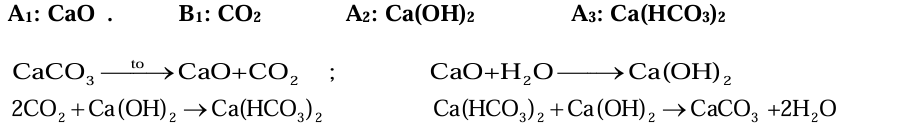 A₁: CaO . B₁: CO₂ A₂: Ca(OH)₂ A₃: Ca(HCO₃)₂
CaCO₃ —to→ CaO+CO₂ ; CaO+H₂O ⟶ Ca(OH)₂
2CO₂ + Ca(OH)₂ → Ca(HCO₃)₂ Ca(HCO₃)₂ + Ca(OH)₂ → CaCO₃ +2H₂O